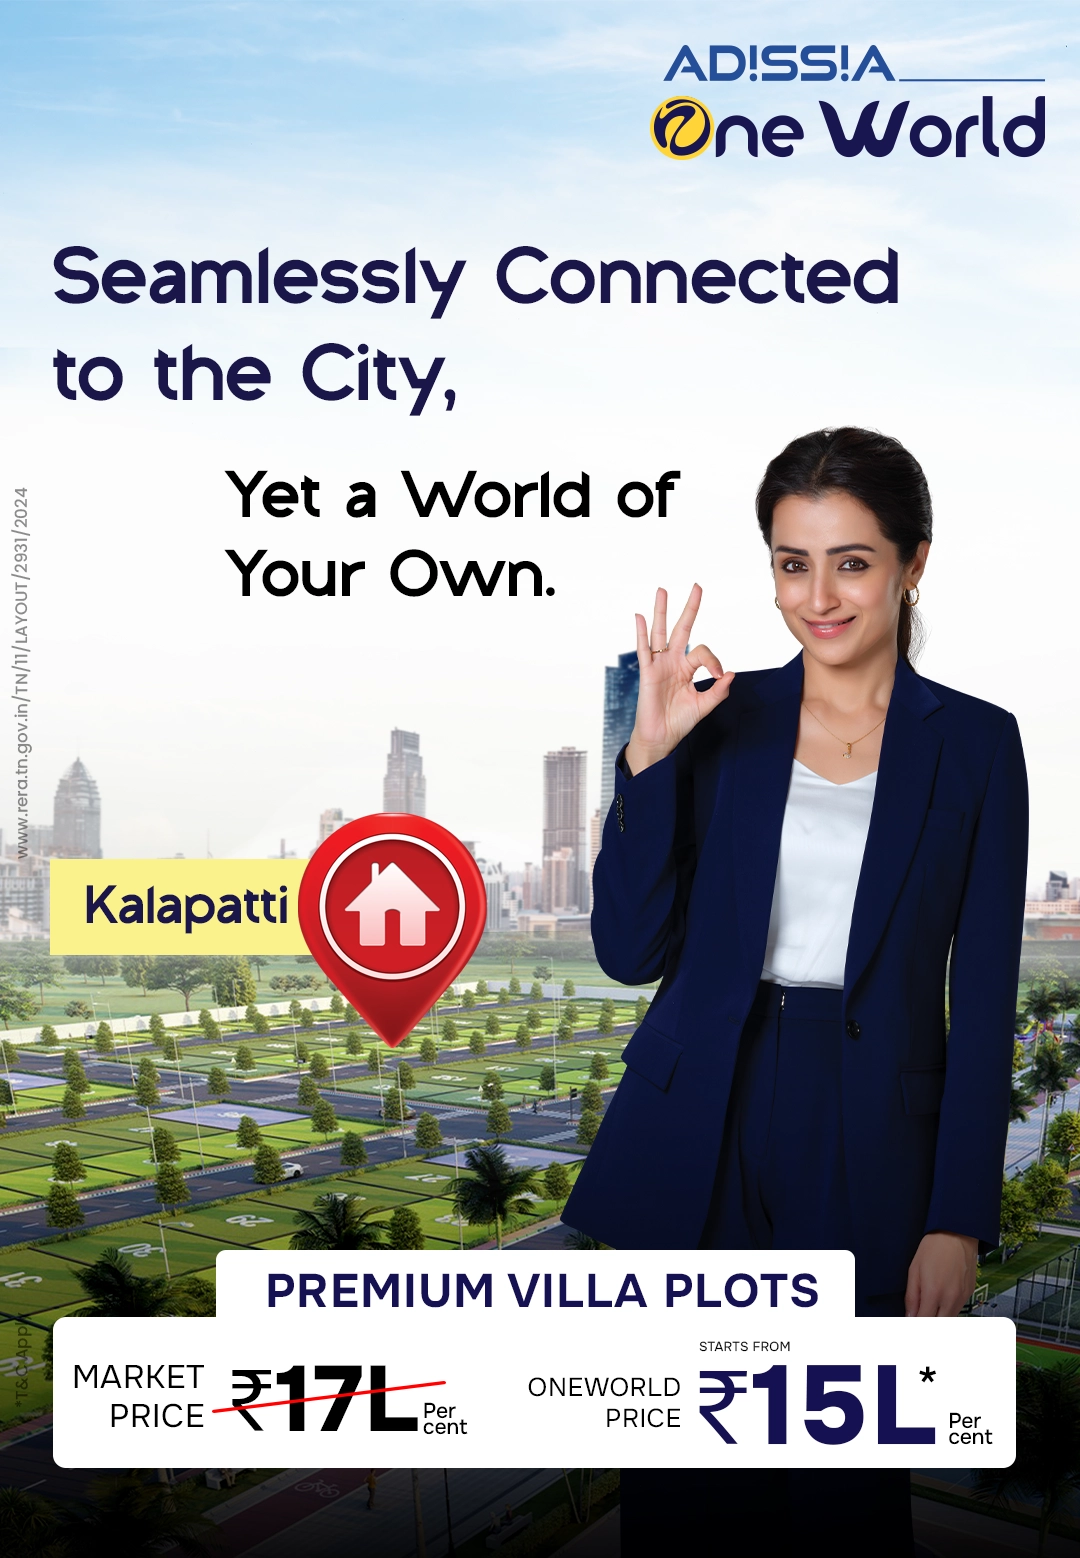 AD!SS!A
One World
Seamlessly Connected
to the City,
Yet a World of
Your Own.
www.rera.tn.gov.in/TN/11/LAYOUT/2931/2024
Kalapatti
PREMIUM VILLA PLOTS
MARKET
PRICE
₹17L
Per
cent
ONEWORLD
PRICE
STARTS FROM
₹15L*
Per
cent